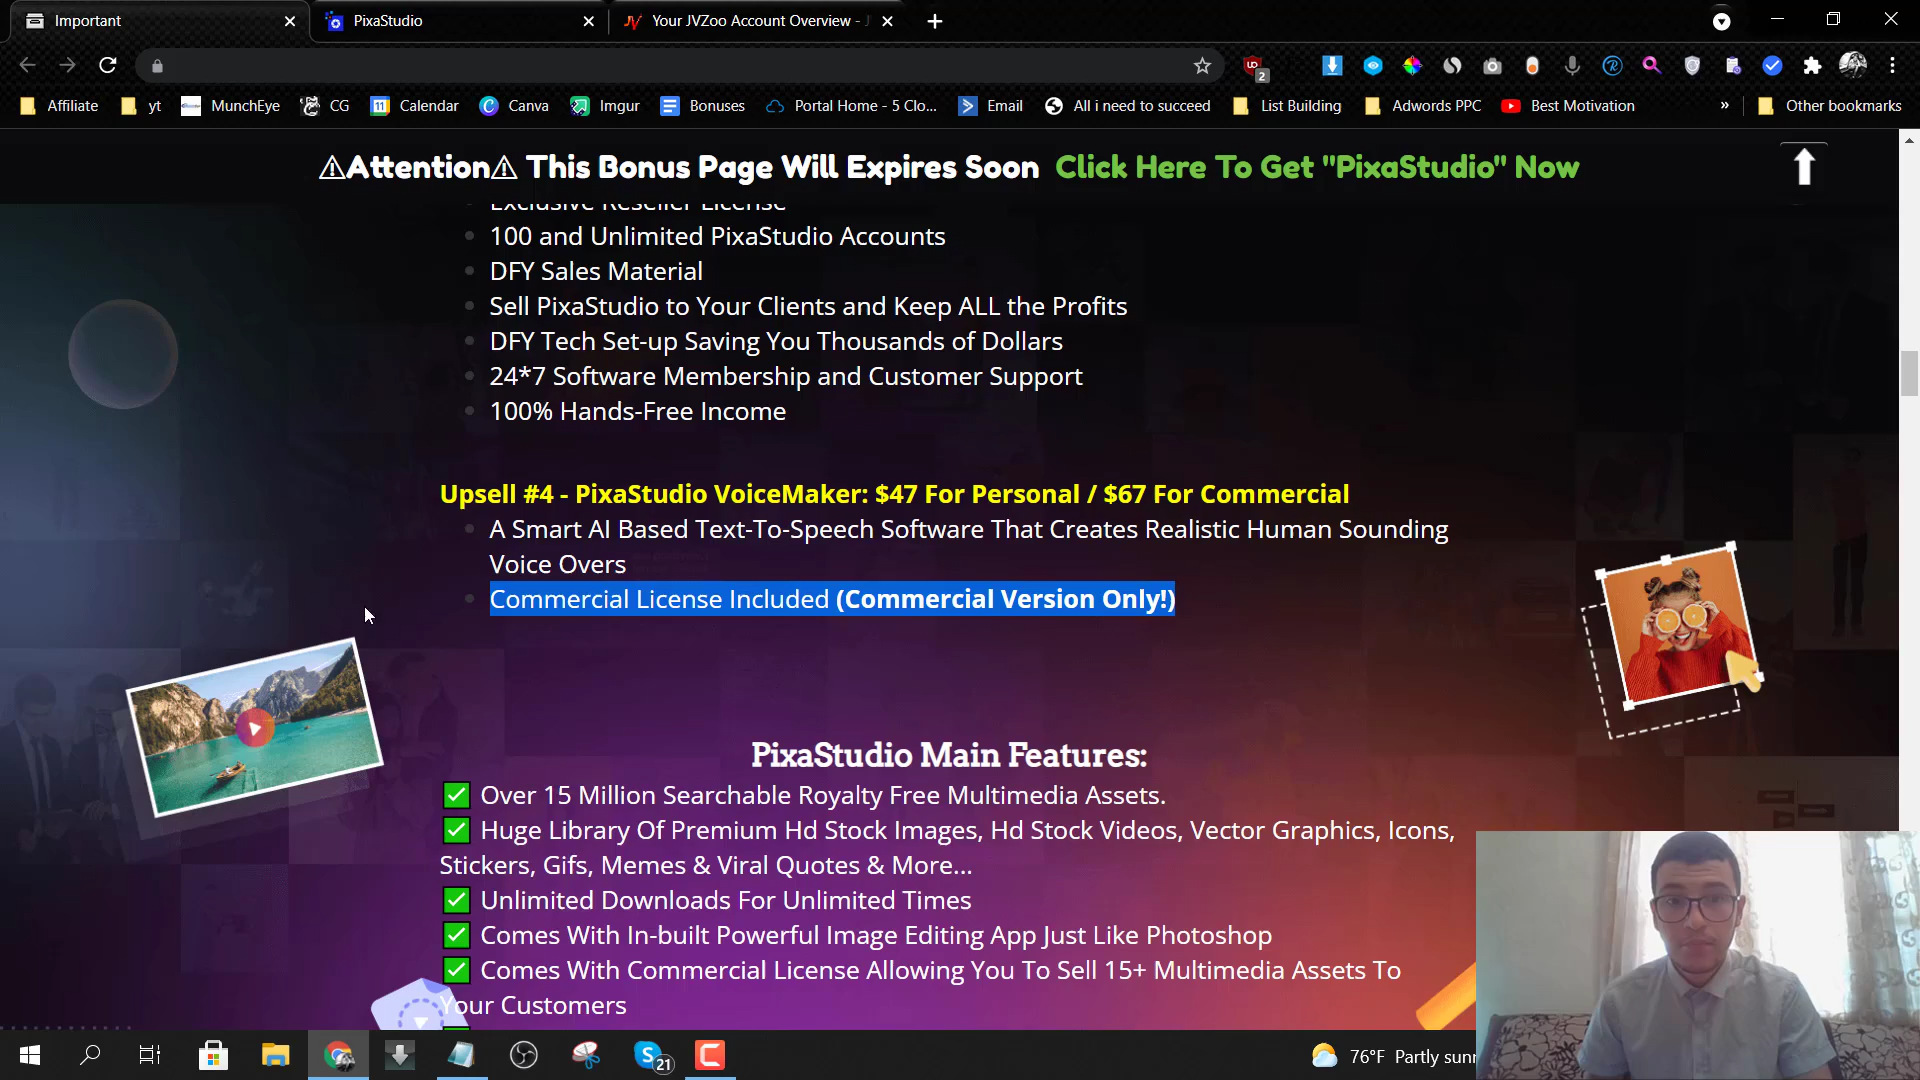 Important
PixaStudio
Your JVZoo Account Overview - J
2
Affiliate
yt
MunchEye
CG
Calendar
Canva
Imgur
Bonuses
Portal Home - 5 Clo...
Email
All i need to succeed
List Building
Adwords PPC
Best Motivation
»
Other bookmarks
⚠Attention⚠ This Bonus Page Will Expires Soon Click Here To Get "PixaStudio" Now
Exclusive Reseller License
100 and Unlimited PixaStudio Accounts
DFY Sales Material
Sell PixaStudio to Your Clients and Keep ALL the Profits
DFY Tech Set-up Saving You Thousands of Dollars
24*7 Software Membership and Customer Support
100% Hands-Free Income
Upsell #4 - PixaStudio VoiceMaker: $47 For Personal / $67 For Commercial
A Smart AI Based Text-To-Speech Software That Creates Realistic Human Sounding
Voice Overs
Commercial License Included (Commercial Version Only!)
PixaStudio Main Features:
✅ Over 15 Million Searchable Royalty Free Multimedia Assets.
✅ Huge Library Of Premium Hd Stock Images, Hd Stock Videos, Vector Graphics, Icons,
Stickers, Gifs, Memes & Viral Quotes & More...
✅ Unlimited Downloads For Unlimited Times
✅ Comes With In-built Powerful Image Editing App Just Like Photoshop
✅ Comes With Commercial License Allowing You To Sell 15+ Multimedia Assets To
Your Customers
21
76°F Partly sunn